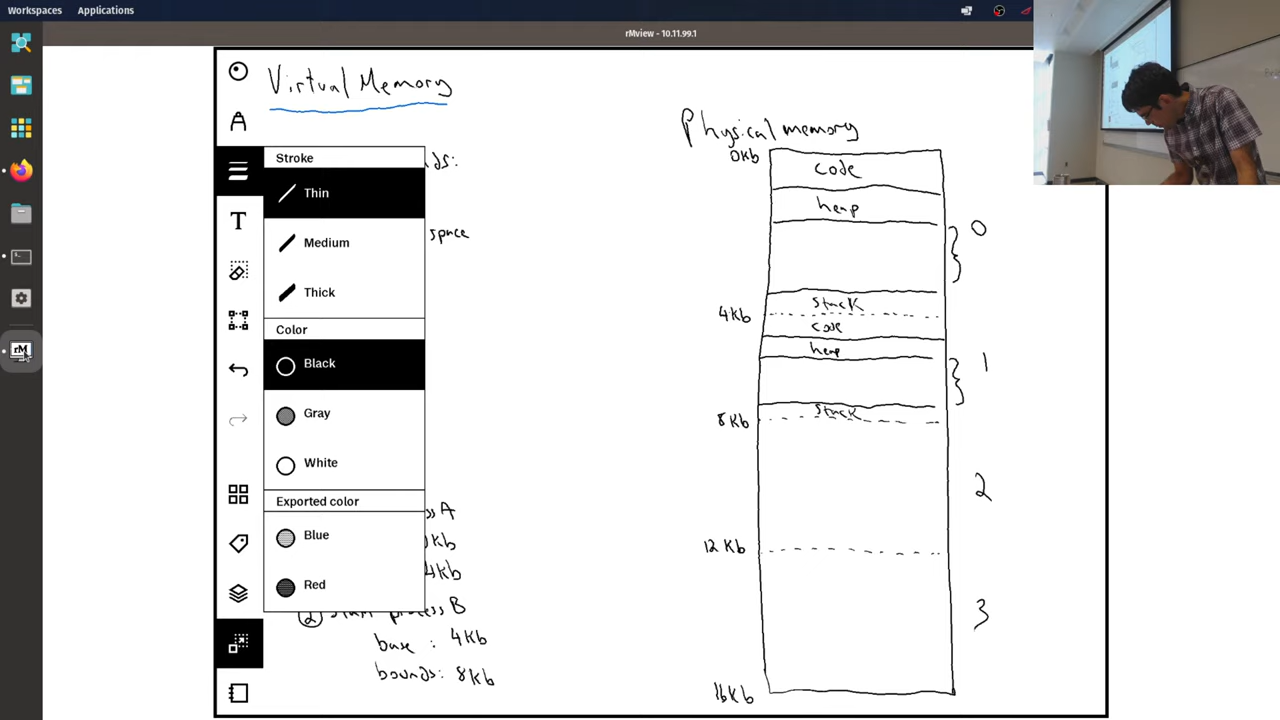 Workspaces Applications
rMview - 10.11.99.1
Virtual Memory
Stroke
Thin
Medium
Thick
Color
Black
Gray
White
Exported color
Blue
Red
T
rM
space
A
4Kb
2 process B
base : 4Kb
bounds: 8Kb
Physical memory
0Kb
code
heap
0
stack
4Kb
code
heap
1
stack
8Kb
2
12 Kb
3
16Kb